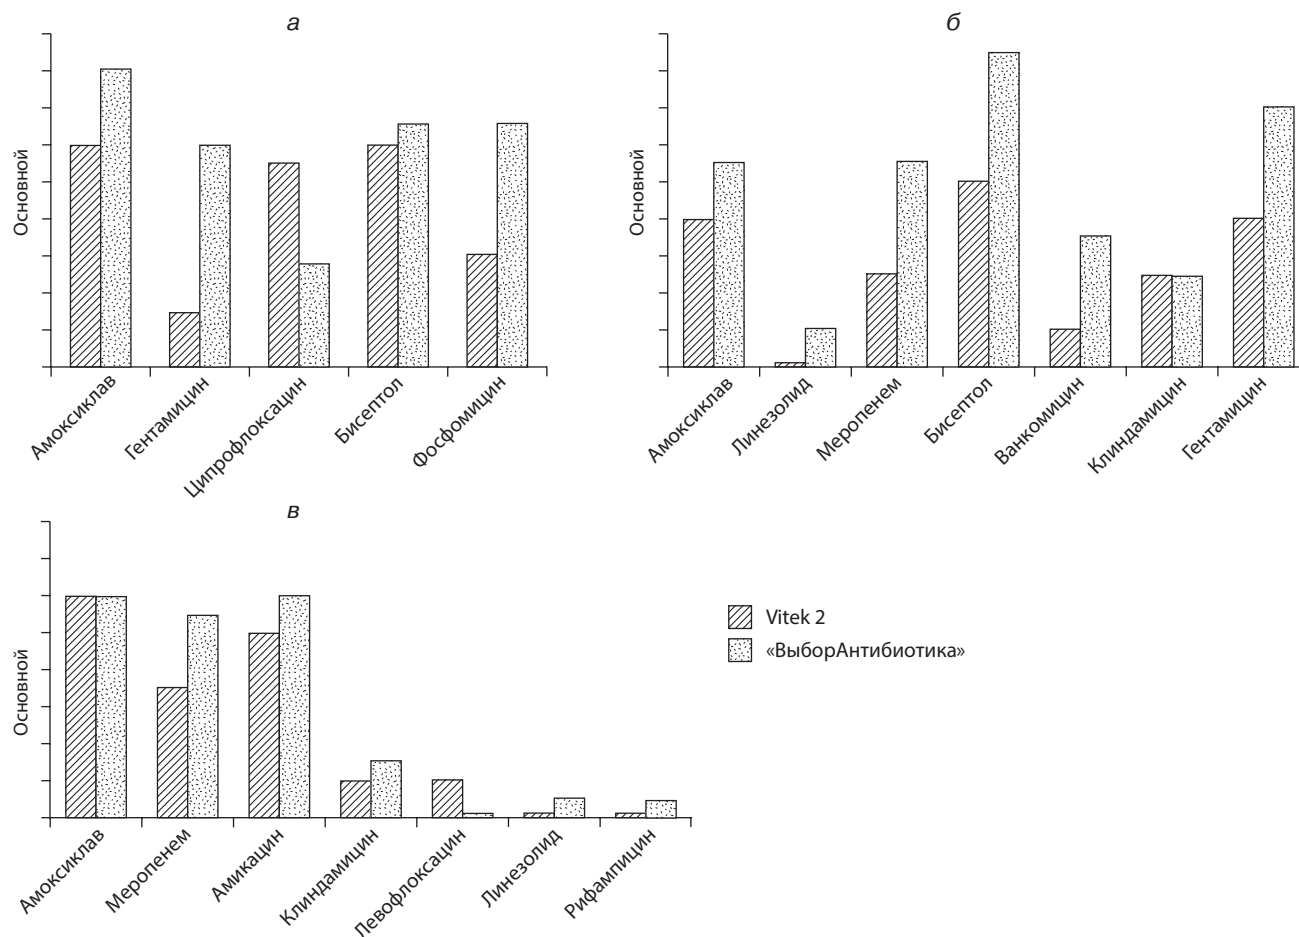 а
Основной
Амоксиклав
Гентамицин
Ципрофлоксацин
Бисептол
Фосфомицин
б
Основной
Амоксиклав
Линезолид
Меропенем
Бисептол
Ванкомицин
Клиндамицин
Гентамицин
в
Основной
Амоксиклав
Меропенем
Амикацин
Клиндамицин
Левофлоксацин
Линезолид
Рифампицин
Vitek 2
«ВыборАнтибиотика»